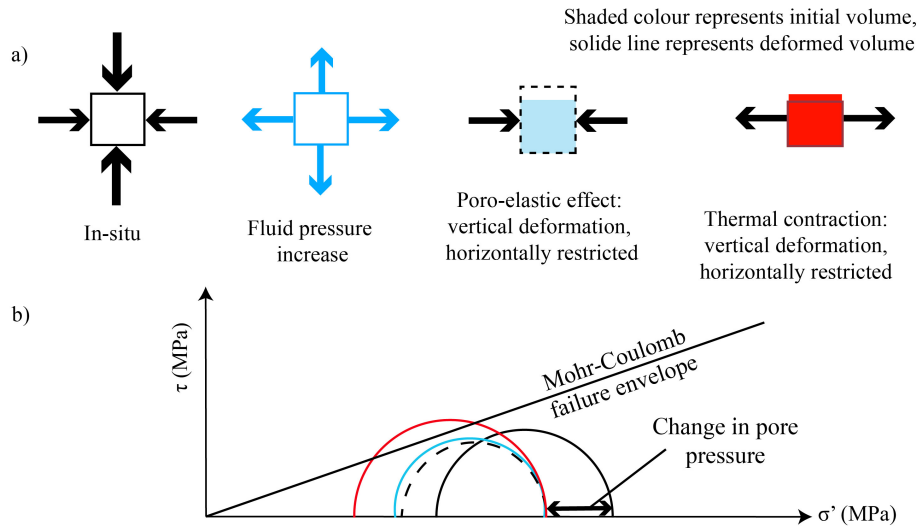 Shaded colour represents initial volume,
solide line represents deformed volume
a)
In-situ
Fluid pressure
increase
Poro-elastic effect:
vertical deformation,
horizontally restricted
Thermal contraction:
vertical deformation,
horizontally restricted
b)
τ (MPa)
Mohr-Coulomb
failure envelope
Change in pore
pressure
σ’ (MPa)